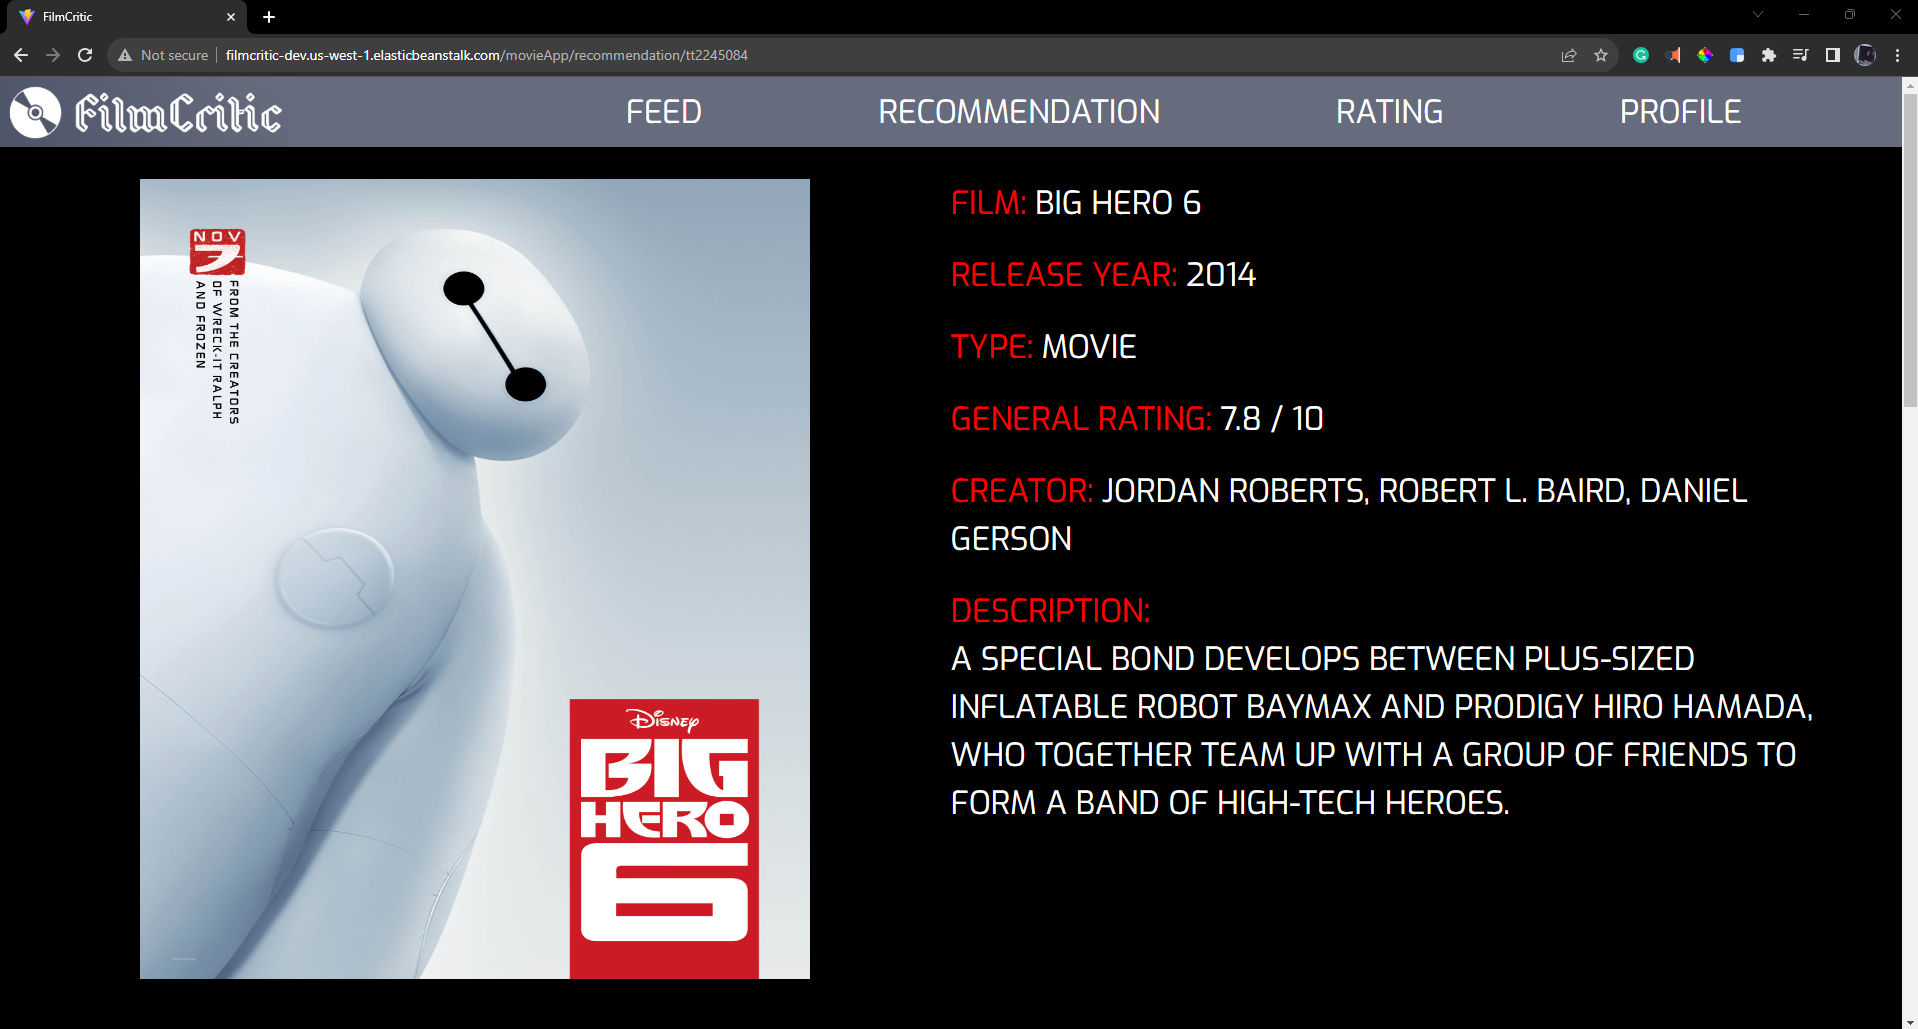 FilmCritic
Not secure
filmcritic-dev.us-west-1.elasticbeanstalk.com/movieApp/recommendation/tt2245084
FilmCritic
FEED
RECOMMENDATION
RATING
PROFILE
NOV
7
FROM THE CREATORS
OF WRECK-IT RALPH
AND FROZEN
Disney
BIG
HERO
6
FILM: BIG HERO 6
RELEASE YEAR: 2014
TYPE: MOVIE
GENERAL RATING: 7.8 / 10
CREATOR: JORDAN ROBERTS, ROBERT L. BAIRD, DANIEL
GERSON
DESCRIPTION:
A SPECIAL BOND DEVELOPS BETWEEN PLUS-SIZED
INFLATABLE ROBOT BAYMAX AND PRODIGY HIRO HAMADA,
WHO TOGETHER TEAM UP WITH A GROUP OF FRIENDS TO
FORM A BAND OF HIGH-TECH HEROES.